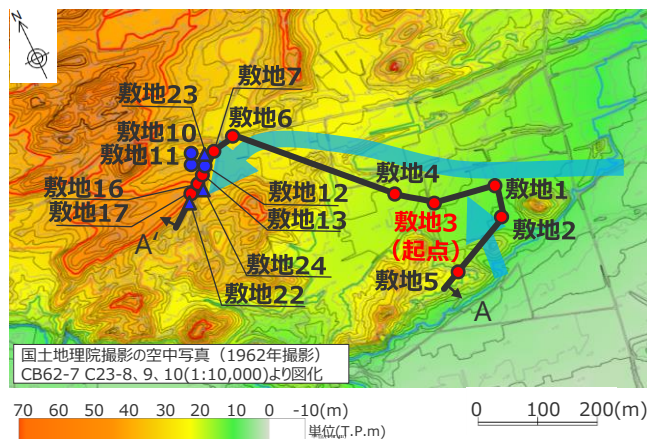 N
敷地7
敷地23
敷地6
敷地10
敷地11
敷地4
敷地1
敷地16
敷地12
敷地17
敷地13
敷地3
（起点）
敷地2
A'
敷地24
敷地5
敷地22
A
国土地理院撮影の空中写真（1962年撮影）
CB62-7 C23-8、9、10(1:10,000)より図化
70 60 50 40 30 20 10 0 -10(m)
単位(T.P.m)
0 100 200(m)